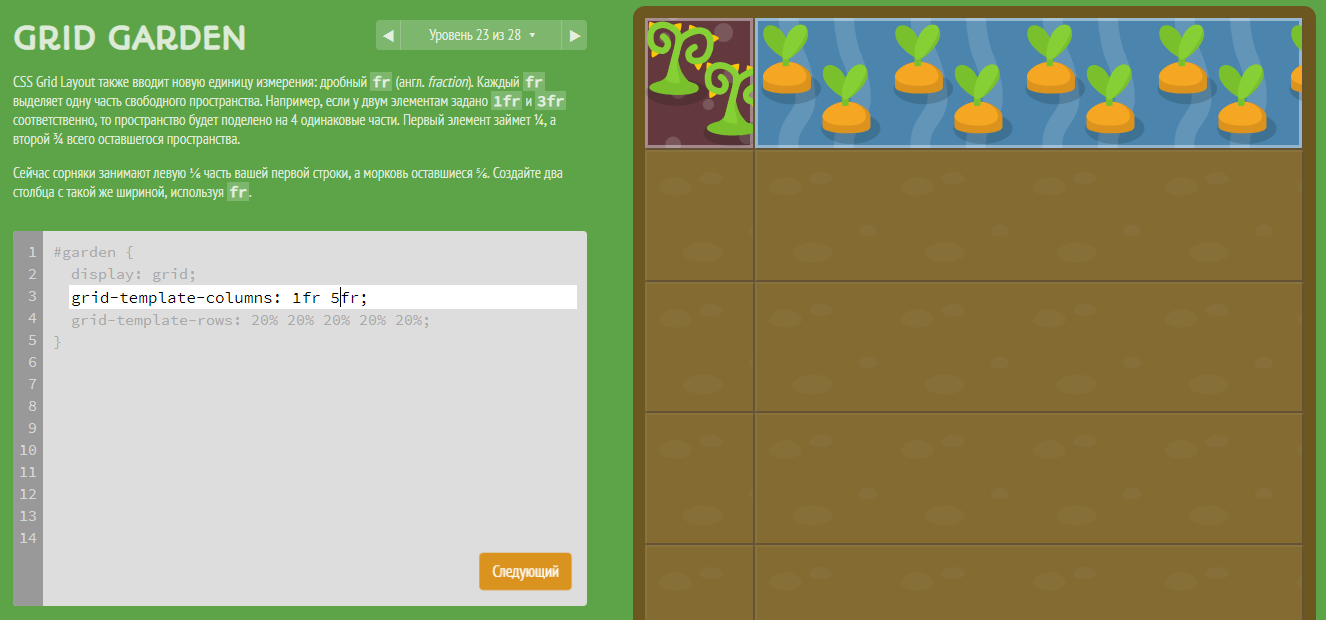 GRID GARDEN
◀ Уровень 23 из 28 ▼ ▶
CSS Grid Layout также вводит новую единицу измерения: дробный fr (англ. fraction). Каждый fr
выделяет одну часть свободного пространства. Например, если у двум элементам задано 1fr и 3fr
соответственно, то пространство будет поделено на 4 одинаковые части. Первый элемент займет ¼, а
второй ¾ всего оставшегося пространства.
Сейчас сорняки занимают левую ⅙ часть вашей первой строки, а морковь оставшиеся ⅚. Создайте два
столбца с такой же шириной, используя fr.
1 #garden {
2 display: grid;
3 grid-template-columns: 1fr 5fr;
4 grid-template-rows: 20% 20% 20% 20% 20%;
5 }
6
7
8
9
10
11
12
13
14
Следующий